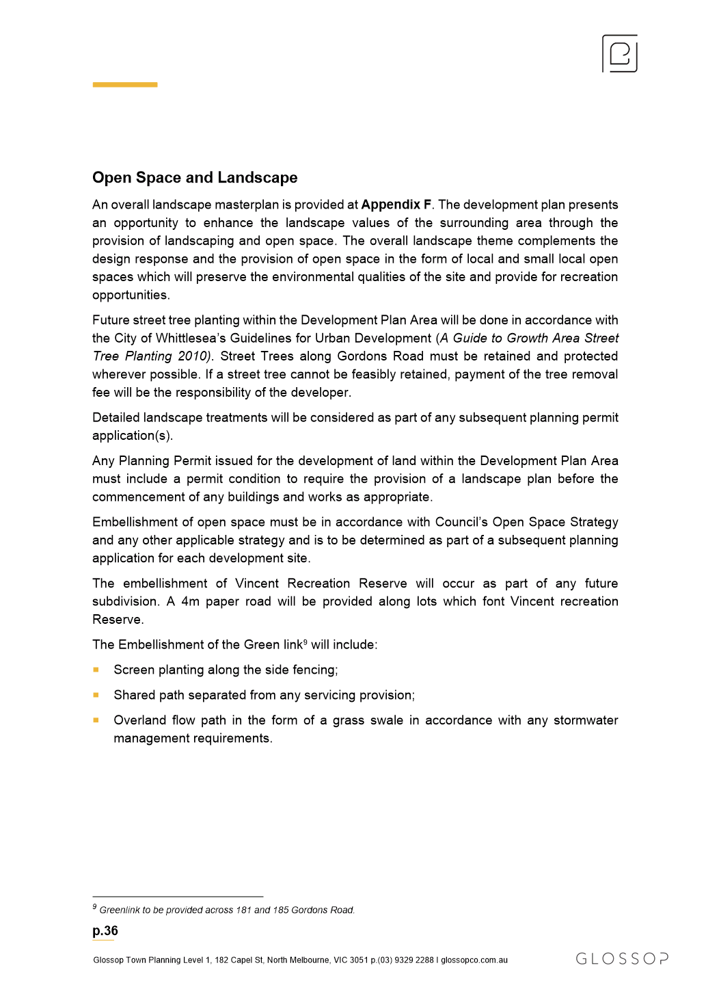 Open Space and Landscape
An overall landscape masterplan is provided at Appendix F. The development plan presents
an opportunity to enhance the landscape values of the surrounding area through the
provision of landscaping and open space. The overall landscape theme complements the
design response and the provision of open space in the form of local and small local open
spaces which will preserve the environmental qualities of the site and provide for recreation
opportunities.
Future street tree planting within the Development Plan Area will be done in accordance with
the City of Whittlesea’s Guidelines for Urban Development (A Guide to Growth Area Street
Tree Planting 2010). Street Trees along Gordons Road must be retained and protected
wherever possible. If a street tree cannot be feasibly retained, payment of the tree removal
fee will be the responsibility of the developer.
Detailed landscape treatments will be considered as part of any subsequent planning permit
application(s).
Any Planning Permit issued for the development of land within the Development Plan Area
must include a permit condition to require the provision of a landscape plan before the
commencement of any buildings and works as appropriate.
Embellishment of open space must be in accordance with Council’s Open Space Strategy
and any other applicable strategy and is to be determined as part of a subsequent planning
application for each development site.
The embellishment of Vincent Recreation Reserve will occur as part of any future
subdivision. A 4m paper road will be provided along lots which font Vincent recreation
Reserve.
The Embellishment of the Green link⁹ will include:
▪ Screen planting along the side fencing;
▪ Shared path separated from any servicing provision;
▪ Overland flow path in the form of a grass swale in accordance with any stormwater
management requirements.
⁹ Greenlink to be provided across 181 and 185 Gordons Road.
p.36
Glossop Town Planning Level 1, 182 Capel St, North Melbourne, VIC 3051 p.(03) 9329 2288 I glossopco.com.au
GLOSSOP